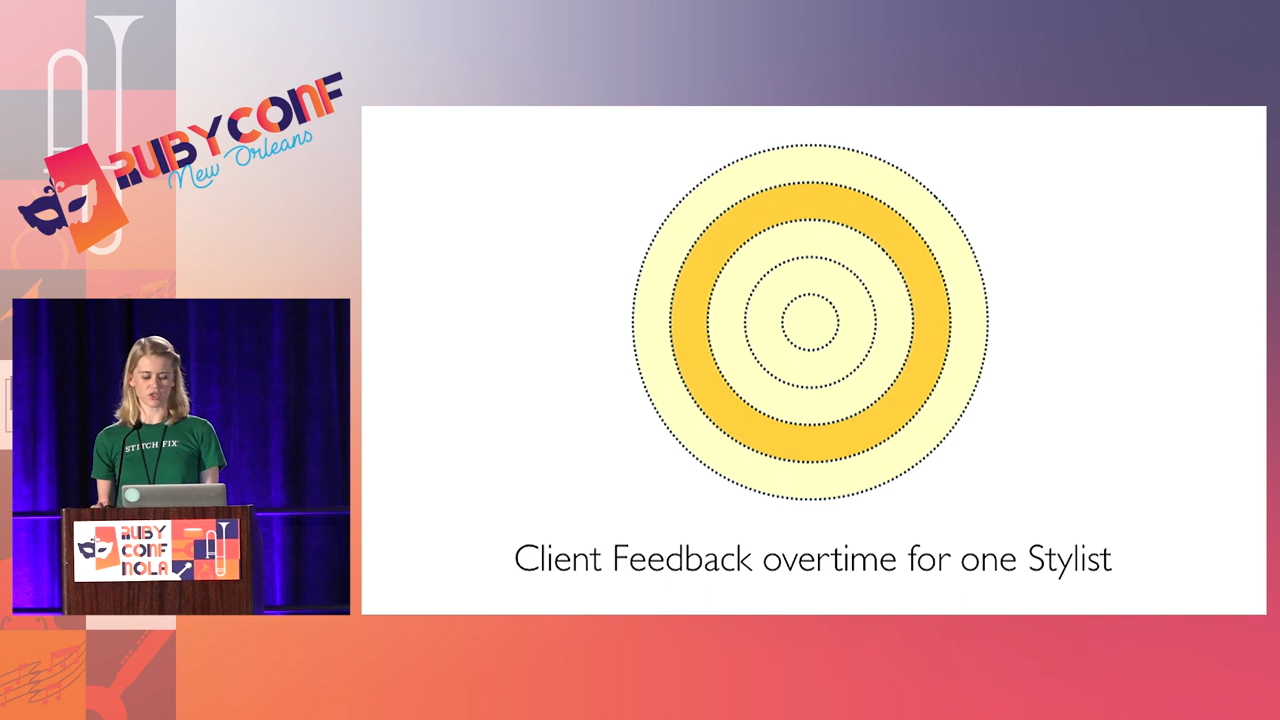 RUBYCONF
New Orleans
STITCH FIX
RUBY
CONF
NOLA
Client Feedback overtime for one Stylist